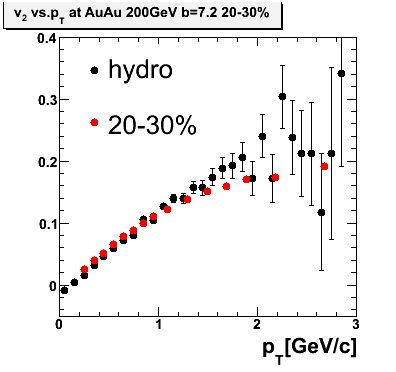 v2 vs.pT at AuAu 200GeV b=7.2 20-30%
0.4
hydro
0.3
20-30%
0.2
0.1
0
0 1 2 3
pT[GeV/c]